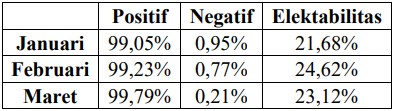 Positif Negatif Elektabilitas
Januari 99,05% 0,95% 21,68%
Februari 99,23% 0,77% 24,62%
Maret 99,79% 0,21% 23,12%